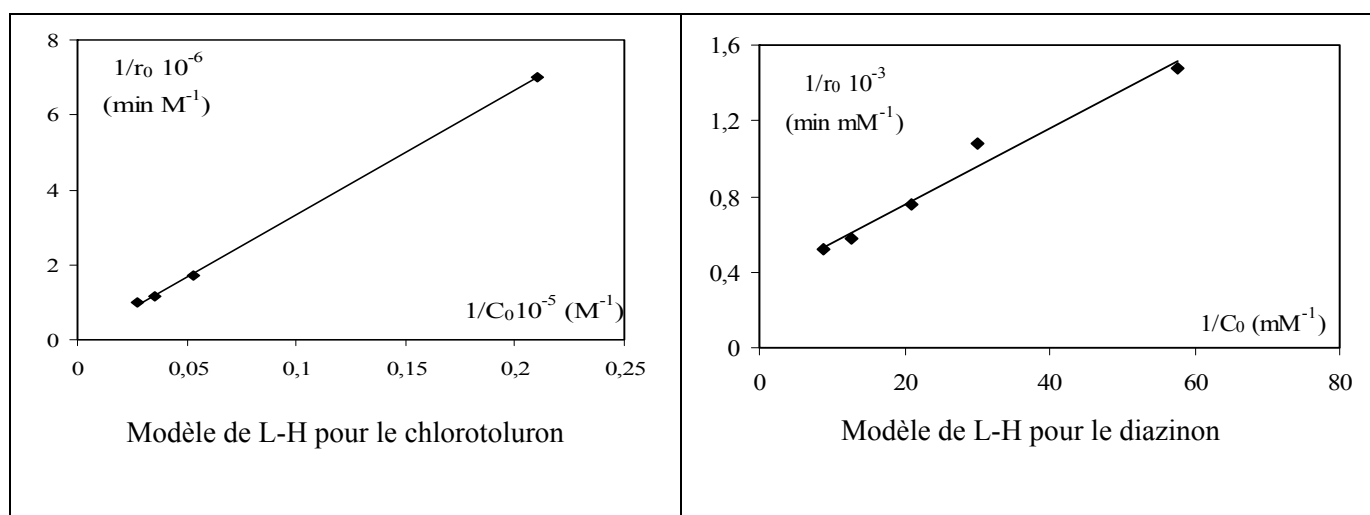 8
6
4
2
0
1/r₀ 10⁻⁶
(min M⁻¹)
1/C₀10⁻⁵ (M⁻¹)
0 0,05 0,1 0,15 0,2 0,25
Modèle de L-H pour le chlorotoluron
1,6
1,2
0,8
0,4
0
1/r₀ 10⁻³
(min mM⁻¹)
1/C₀ (mM⁻¹)
0 20 40 60 80
Modèle de L-H pour le diazinon